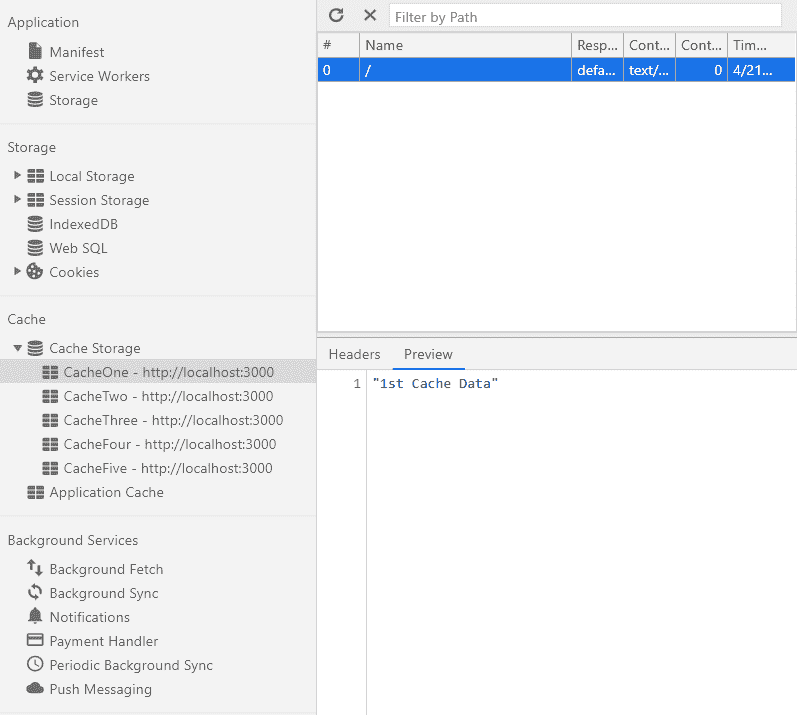 Application
Manifest
Service Workers
Storage
Storage
Local Storage
Session Storage
IndexedDB
Web SQL
Cookies
Cache
Cache Storage
CacheOne - http://localhost:3000
CacheTwo - http://localhost:3000
CacheThree - http://localhost:3000
CacheFour - http://localhost:3000
CacheFive - http://localhost:3000
Application Cache
Background Services
Background Fetch
Background Sync
Notifications
Payment Handler
Periodic Background Sync
Push Messaging
Filter by Path
# Name Resp... Cont... Cont... Tim...
0 / defa... text/... 0 4/21...
Headers Preview
1 "1st Cache Data"